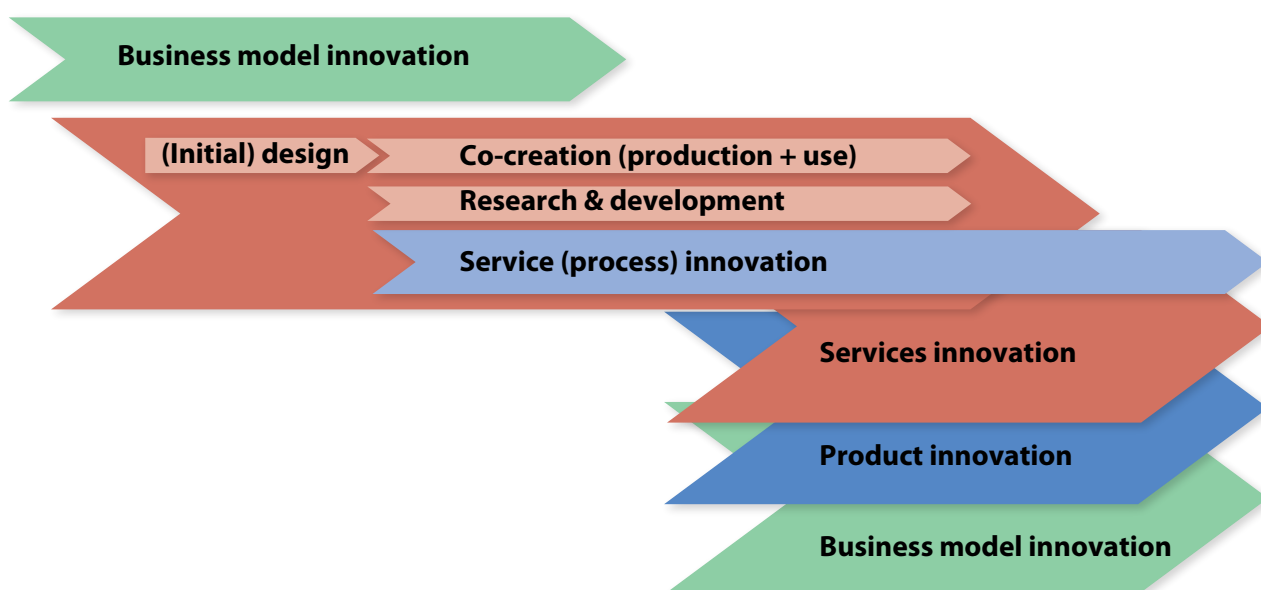 Business model innovation
(Initial) design
Co-creation (production + use)
Research & development
Service (process) innovation
Services innovation
Product innovation
Business model innovation